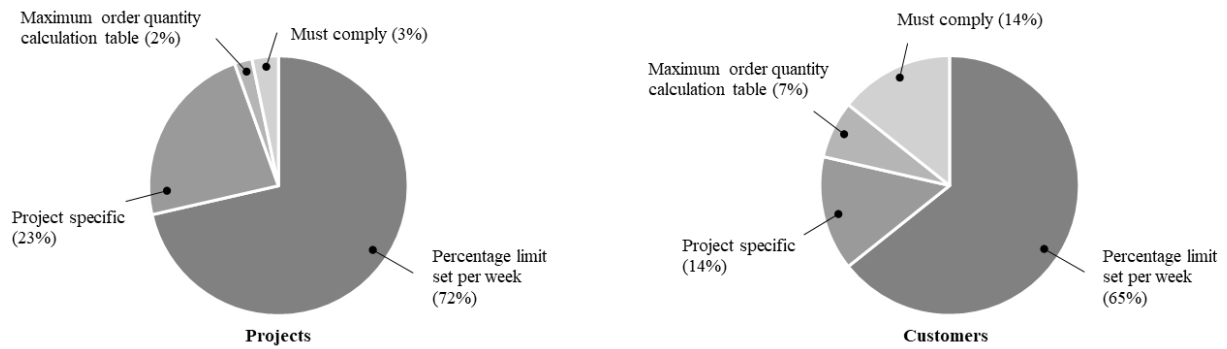 Maximum order quantity
calculation table (2%)
Must comply (3%)
Project specific
(23%)
Percentage limit
set per week
(72%)
Projects
Must comply (14%)
Maximum order quantity
calculation table (7%)
Project specific
(14%)
Percentage limit
set per week
(65%)
Customers